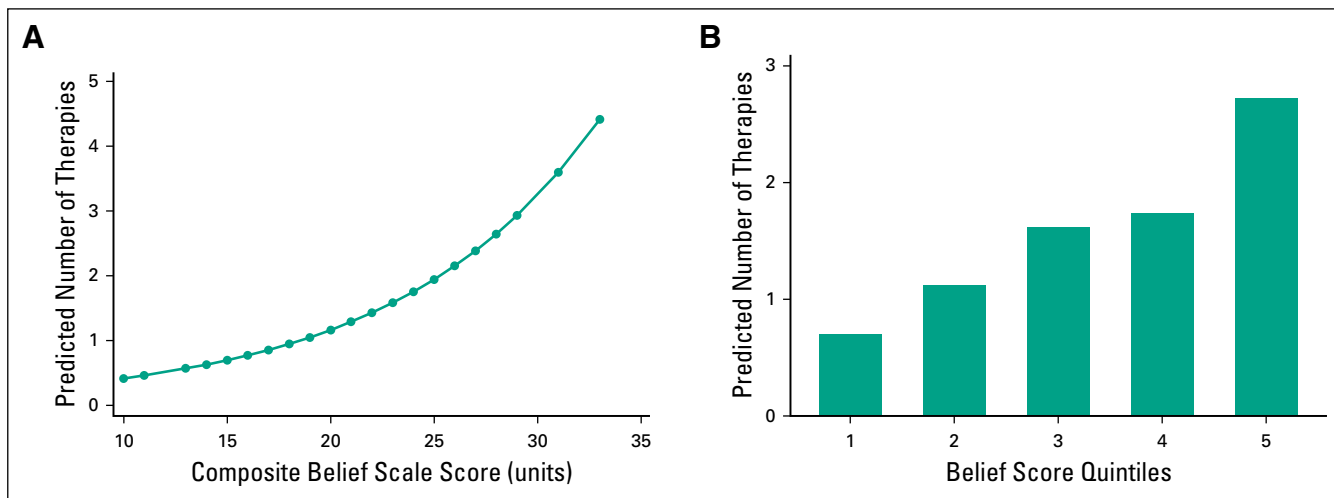 A
Predicted Number of Therapies
5
4
3
2
1
0
10 15 20 25 30 35
Composite Belief Scale Score (units)
B
Predicted Number of Therapies
3
2
1
0
1 2 3 4 5
Belief Score Quintiles